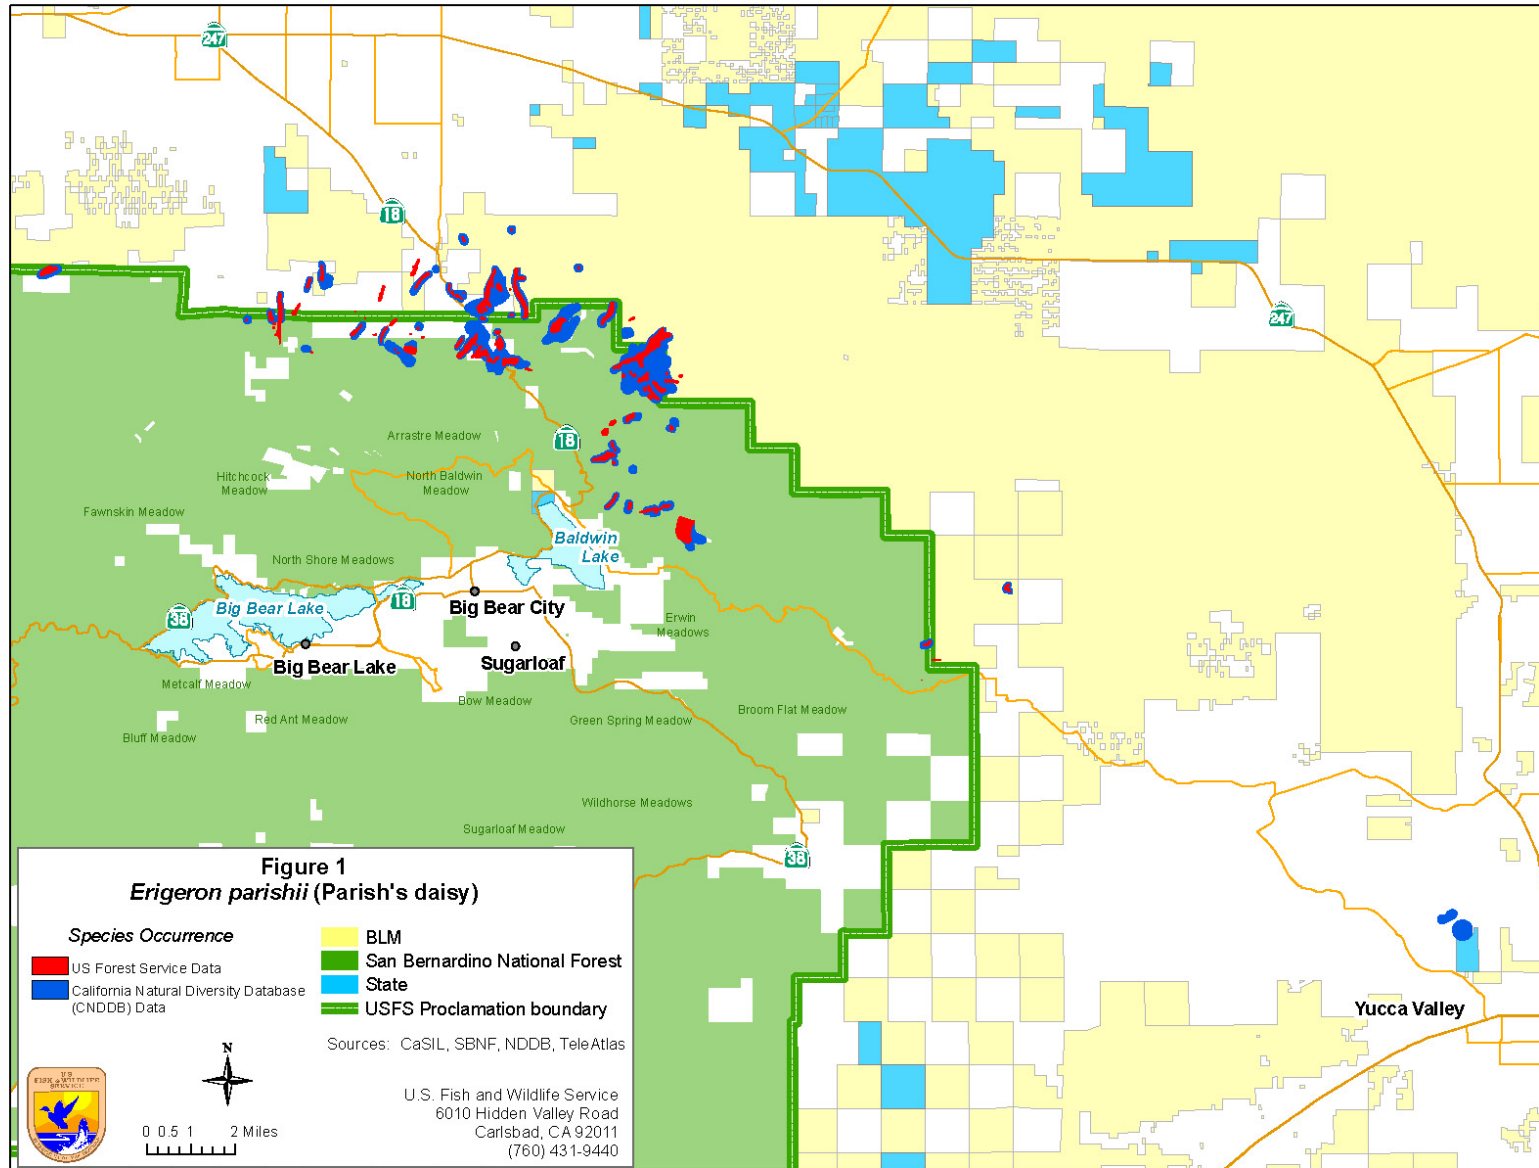 247
18
Arrastre Meadow
18
Hitchcock
Meadow
North Baldwin
Meadow
Fawnskin Meadow
247
Baldwin
Lake
North Shore Meadows
Big Bear Lake
18
38
Big Bear City
Erwin
Meadows
Big Bear Lake
Sugarloaf
Metcalf Meadow
Bow Meadow
Red Ant Meadow
Green Spring Meadow
Broom Flat Meadow
Bluff Meadow
Wildhorse Meadows
Sugarloaf Meadow
38
Yucca Valley
Figure 1
Erigeron parishii (Parish's daisy)
Species Occurrence
US Forest Service Data
California Natural Diversity Database
(CNDDB) Data
BLM
San Bernardino National Forest
State
USFS Proclamation boundary
Sources: CaSIL, SBNF, NDDB, TeleAtlas
N
U.S. Fish and Wildlife Service
6010 Hidden Valley Road
Carlsbad, CA 92011
(760) 431-9440
0 0.5 1 2 Miles
U S
FISH & WILDLIFE
SERVICE